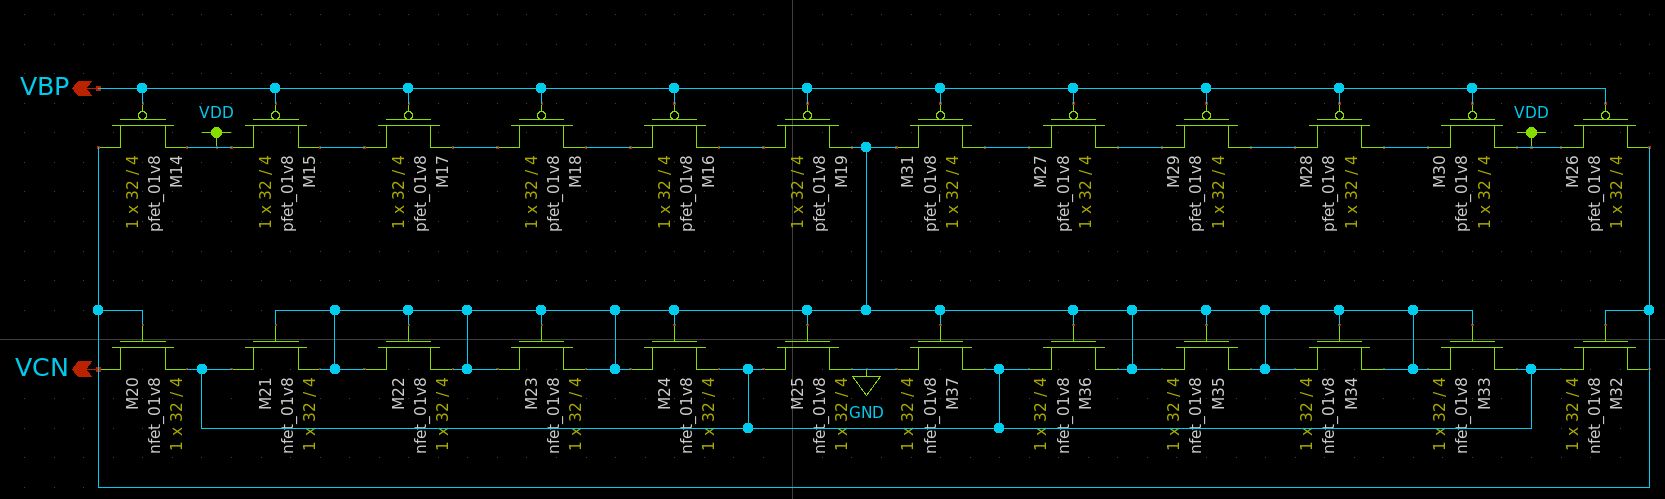 VBP
VDD
VDD
1 x 32 / 4
pfet_01v8
M14
1 x 32 / 4
pfet_01v8
M15
1 x 32 / 4
pfet_01v8
M17
1 x 32 / 4
pfet_01v8
M18
1 x 32 / 4
pfet_01v8
M16
1 x 32 / 4
pfet_01v8
M19
M31
pfet_01v8
1 x 32 / 4
M27
pfet_01v8
1 x 32 / 4
M29
pfet_01v8
1 x 32 / 4
M28
pfet_01v8
1 x 32 / 4
M30
pfet_01v8
1 x 32 / 4
M26
pfet_01v8
1 x 32 / 4
VCN
M20
nfet_01v8
1 x 32 / 4
M21
nfet_01v8
1 x 32 / 4
M22
nfet_01v8
1 x 32 / 4
M23
nfet_01v8
1 x 32 / 4
M24
nfet_01v8
1 x 32 / 4
M25
nfet_01v8
1 x 32 / 4
GND
1 x 32 / 4
nfet_01v8
M37
1 x 32 / 4
nfet_01v8
M36
1 x 32 / 4
nfet_01v8
M35
1 x 32 / 4
nfet_01v8
M34
1 x 32 / 4
nfet_01v8
M33
1 x 32 / 4
nfet_01v8
M32